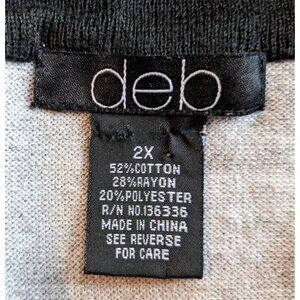 deb
2X
52%COTTON
28%RAYON
20%POLYESTER
R/N NO.136336
MADE IN CHINA
SEE REVERSE
FOR CARE